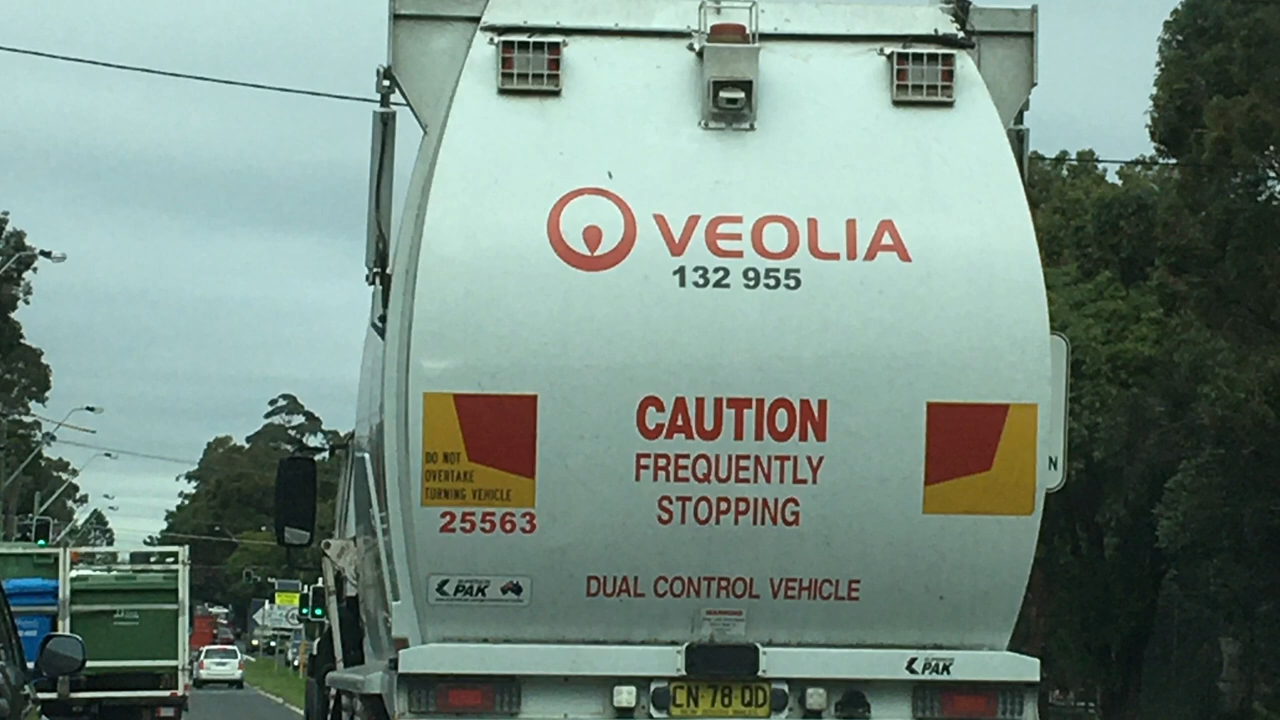 VEOLIA
132 955
CAUTION
FREQUENTLY
STOPPING
DO NOT
OVERTAKE
TURNING VEHICLE
25563
N
PAK
DUAL CONTROL VEHICLE
WARNING
PAK
CN·78·QD